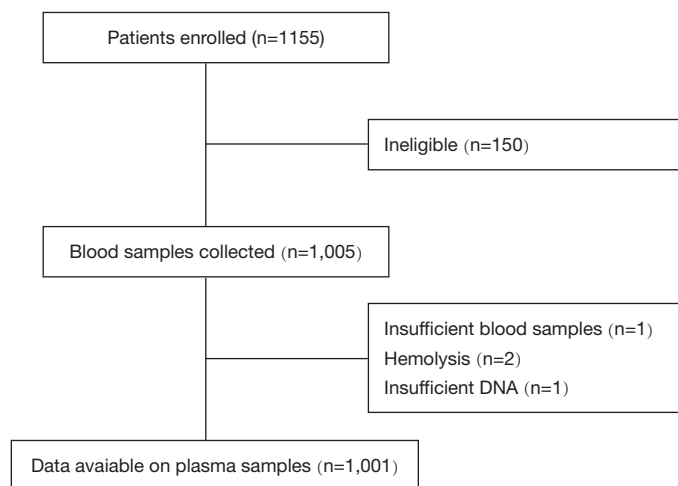 Patients enrolled (n=1155)
Ineligible (n=150)
Blood samples collected (n=1,005)
Insufficient blood samples (n=1)
Hemolysis (n=2)
Insufficient DNA (n=1)
Data avaiable on plasma samples (n=1,001)